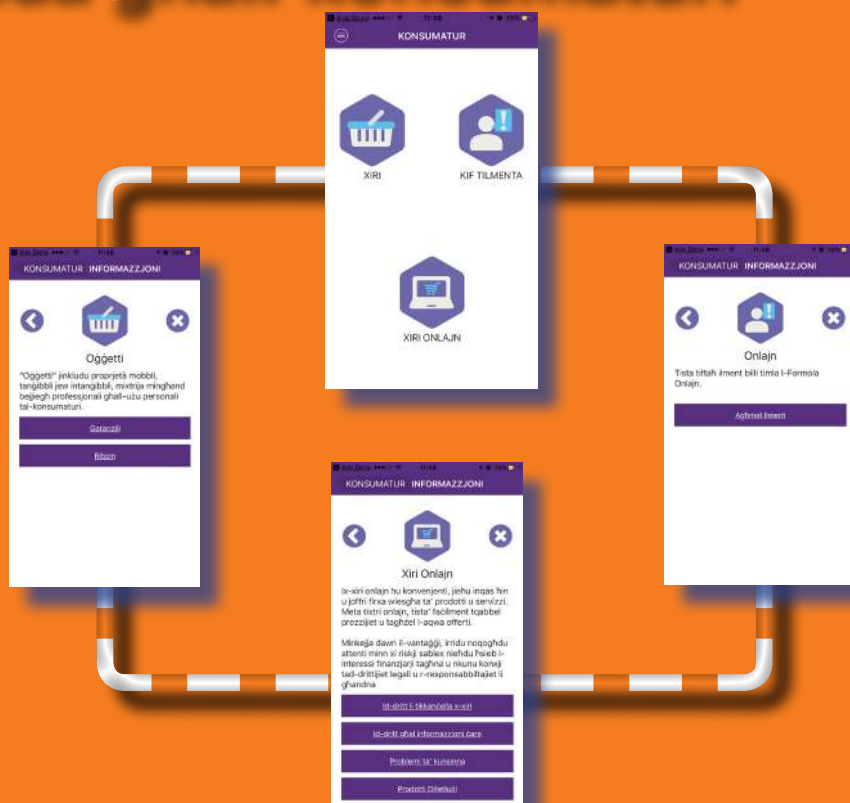 għall
KONSUMATUR
XIRI
KIF TILMENTA
XIRI ONLAJN
KONSUMATUR INFORMAZZJONI
Oġġetti
"Oġġetti" jinkludu proprjetà mobbli,
tanġibbli jew intanġibbli, mixtrija mingħand
bejjiegħ professjonali għall-użu personali
tal-konsumaturi.
Garanziji
Ritorn
KONSUMATUR INFORMAZZJONI
Onlajn
Tista tiftaħ ilment billi timla l-Formola
Onlajn.
Agħmel Ilment
KONSUMATUR INFORMAZZJONI
Xiri Onlajn
Ix-xiri onlajn hu konvenjenti, jieħu inqas ħin
u joffri firxa wiesgħa ta' prodotti u servizzi.
Meta tixtri onlajn, tista' faċilment tqabbel
prezzijiet u tagħżel l-aqwa offerti.
Minkejja dawn il-vantaġġi, irridu noqogħdu
attenti minn xi riskji sabiex nieħdu ħsieb l-
interessi finanzjarji tagħna u nkunu konxji
tad-drittijiet legali u r-responsabbiltajiet li
għandna
Id-dritt li tikkanċella x-xiri
Id-dritt għal informazzjoni ċara
Problemi ta' kunsinna
Prodotti Difettużi